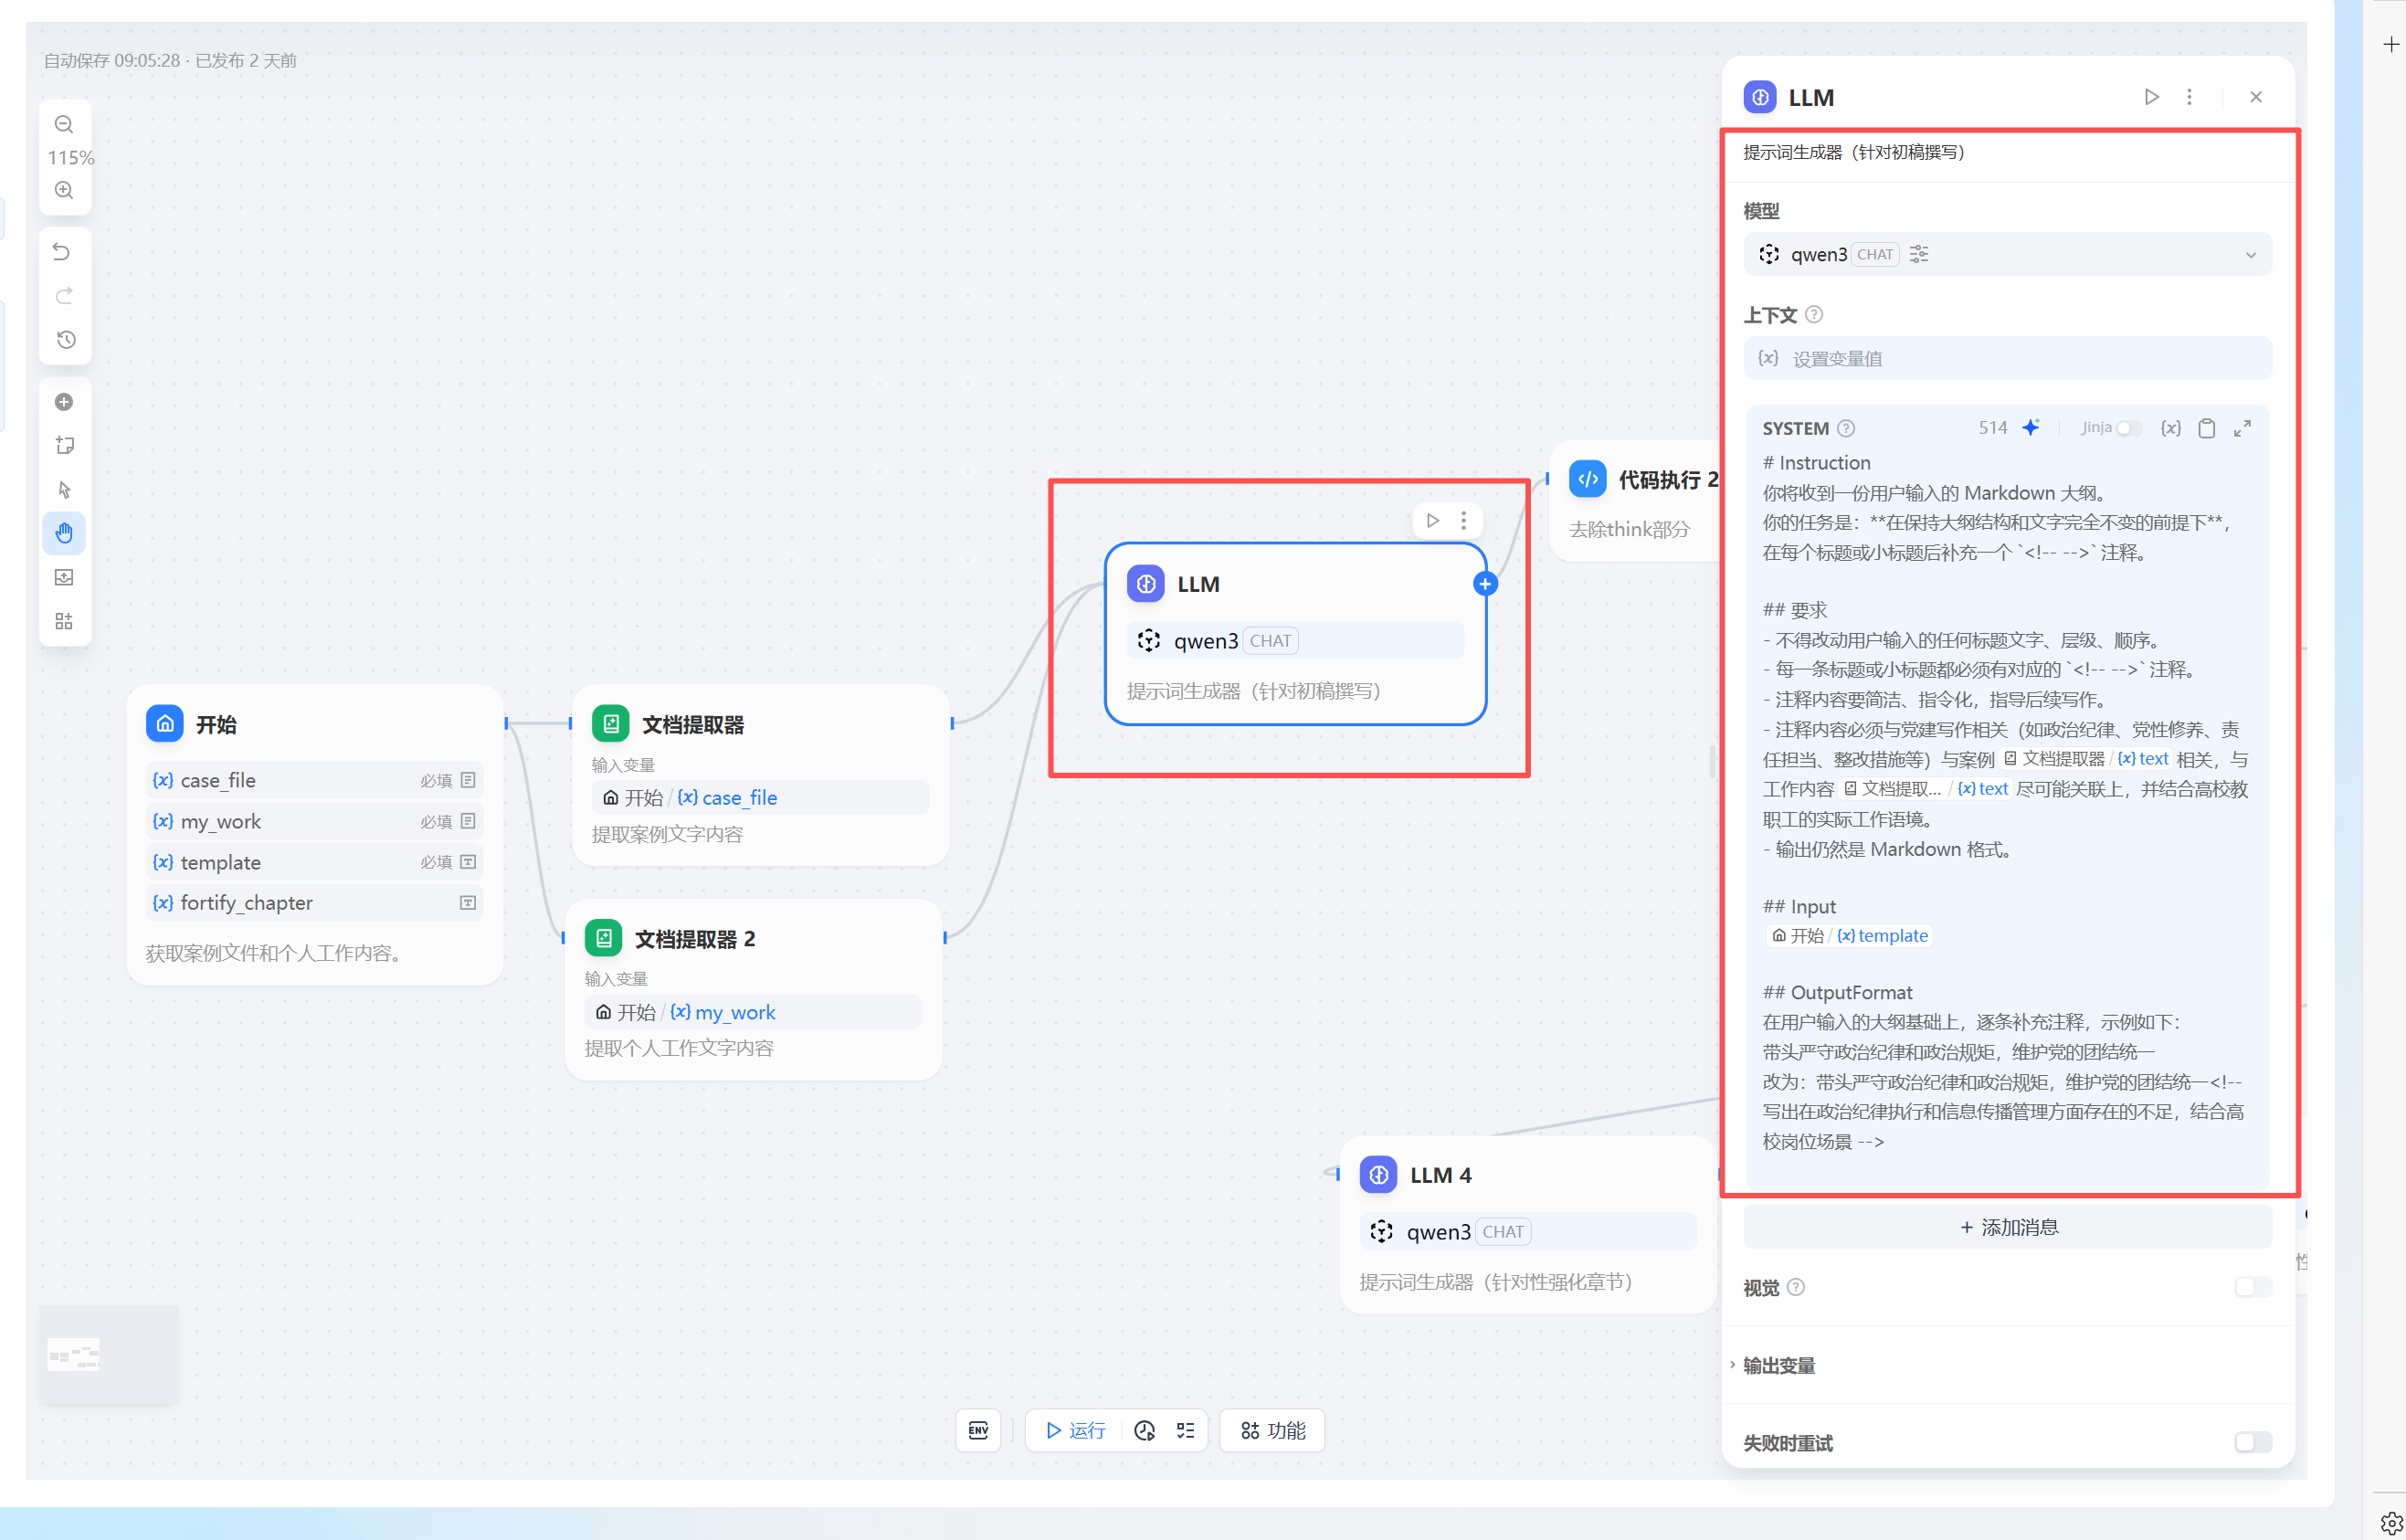 自动保存 09:05:28 · 已发布 2 天前
115%
开始
{x} case_file 必填
{x} my_work 必填
{x} template 必填
{x} fortify_chapter
获取案例文件和个人工作内容。
文档提取器
输入变量
开始 / {x} case_file
提取案例文字内容
文档提取器 2
输入变量
开始 / {x} my_work
提取个人工作文字内容
LLM
qwen3 CHAT
提示词生成器（针对初稿撰写）
代码执行 2
去除think部分
LLM 4
qwen3 CHAT
提示词生成器（针对性强化章节）
ENV
运行
功能
LLM
提示词生成器（针对初稿撰写）
模型
qwen3 CHAT
上下文
{x} 设置变量值
SYSTEM 514 Jinja {x}
# Instruction
你将收到一份用户输入的 Markdown 大纲。
你的任务是：**在保持大纲结构和文字完全不变的前提下**，
在每个标题或小标题后补充一个 `<!-- -->` 注释。
## 要求
- 不得改动用户输入的任何标题文字、层级、顺序。
- 每一条标题或小标题都必须有对应的 `<!-- -->` 注释。
- 注释内容要简洁、指令化，指导后续写作。
- 注释内容必须与党建写作相关（如政治纪律、党性修养、责
任担当、整改措施等）与案例 文档提取器 / {x} text 相关，与
工作内容 文档提取... / {x} text 尽可能关联上，并结合高校教
职工的实际工作语境。
- 输出仍然是 Markdown 格式。
## Input
开始 / {x} template
## OutputFormat
在用户输入的大纲基础上，逐条补充注释，示例如下：
带头严守政治纪律和政治规矩，维护党的团结统一
改为：带头严守政治纪律和政治规矩，维护党的团结统一<!--
写出在政治纪律执行和信息传播管理方面存在的不足，结合高
校岗位场景 -->
+ 添加消息
视觉
输出变量
失败时重试